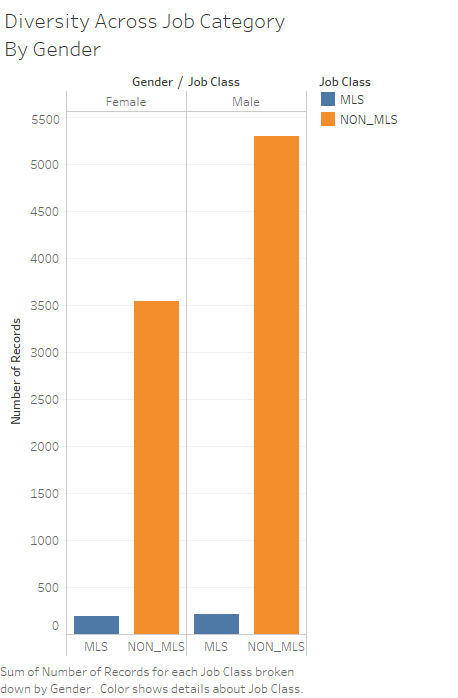 Diversity Across Job Category
By Gender
Gender / Job Class
Female
Male
Job Class
MLS
NON_MLS
5500
5000
4500
4000
3500
3000
2500
2000
1500
1000
500
0
Number of Records
MLS
NON_MLS
MLS
NON_MLS
Sum of Number of Records for each Job Class broken
down by Gender. Color shows details about Job Class.